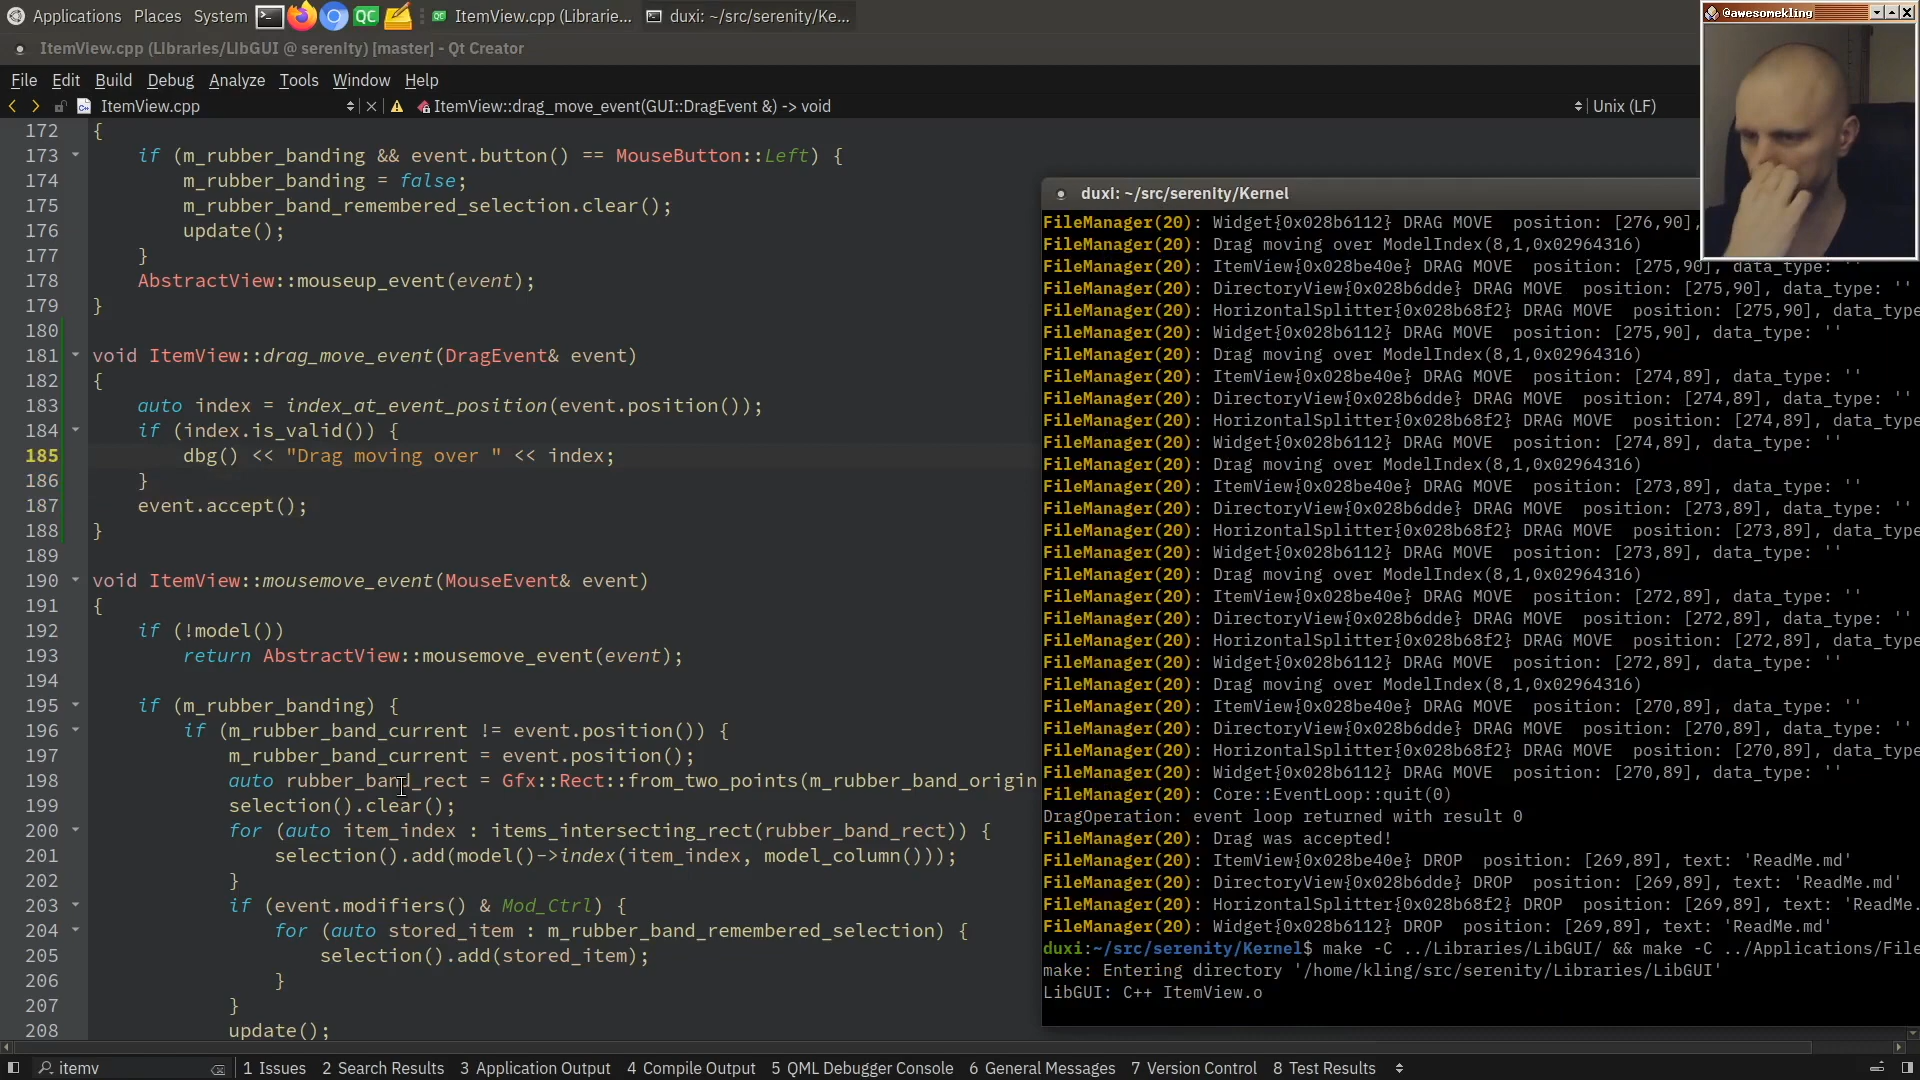 Applications Places System ItemView.cpp (Librarie... duxi: ~/src/serenity/Ke...
@awesomekling
ItemView.cpp (Libraries/LibGUI @ serenity) [master] - Qt Creator
File Edit Build Debug Analyze Tools Window Help
ItemView.cpp ItemView::drag_move_event(GUI::DragEvent &) -> void Unix (LF)
172 {
173 if (m_rubber_banding && event.button() == MouseButton::Left) {
174 m_rubber_banding = false;
175 m_rubber_band_remembered_selection.clear();
176 update();
177 }
178 AbstractView::mouseup_event(event);
179 }
180
181 void ItemView::drag_move_event(DragEvent& event)
182 {
183 auto index = index_at_event_position(event.position());
184 if (index.is_valid()) {
185 dbg() << "Drag moving over " << index;
186 }
187 event.accept();
188 }
189
190 void ItemView::mousemove_event(MouseEvent& event)
191 {
192 if (!model())
193 return AbstractView::mousemove_event(event);
194
195 if (m_rubber_banding) {
196 if (m_rubber_band_current != event.position()) {
197 m_rubber_band_current = event.position();
198 auto rubber_band_rect = Gfx::Rect::from_two_points(m_rubber_band_origin
199 selection().clear();
200 for (auto item_index : items_intersecting_rect(rubber_band_rect)) {
201 selection().add(model()->index(item_index, model_column()));
202 }
203 if (event.modifiers() & Mod_Ctrl) {
204 for (auto stored_item : m_rubber_band_remembered_selection) {
205 selection().add(stored_item);
206 }
207 }
208 update();
duxi: ~/src/serenity/Kernel
FileManager(20): Widget{0x028b6112} DRAG MOVE position: [276,90],
FileManager(20): Drag moving over ModelIndex(8,1,0x02964316)
FileManager(20): ItemView{0x028be40e} DRAG MOVE position: [275,90], data_type: ''
FileManager(20): DirectoryView{0x028b6dde} DRAG MOVE position: [275,90], data_type: ''
FileManager(20): HorizontalSplitter{0x028b68f2} DRAG MOVE position: [275,90], data_type
FileManager(20): Widget{0x028b6112} DRAG MOVE position: [275,90], data_type: ''
FileManager(20): Drag moving over ModelIndex(8,1,0x02964316)
FileManager(20): ItemView{0x028be40e} DRAG MOVE position: [274,89], data_type: ''
FileManager(20): DirectoryView{0x028b6dde} DRAG MOVE position: [274,89], data_type: ''
FileManager(20): HorizontalSplitter{0x028b68f2} DRAG MOVE position: [274,89], data_type
FileManager(20): Widget{0x028b6112} DRAG MOVE position: [274,89], data_type: ''
FileManager(20): Drag moving over ModelIndex(8,1,0x02964316)
FileManager(20): ItemView{0x028be40e} DRAG MOVE position: [273,89], data_type: ''
FileManager(20): DirectoryView{0x028b6dde} DRAG MOVE position: [273,89], data_type: ''
FileManager(20): HorizontalSplitter{0x028b68f2} DRAG MOVE position: [273,89], data_type
FileManager(20): Widget{0x028b6112} DRAG MOVE position: [273,89], data_type: ''
FileManager(20): Drag moving over ModelIndex(8,1,0x02964316)
FileManager(20): ItemView{0x028be40e} DRAG MOVE position: [272,89], data_type: ''
FileManager(20): DirectoryView{0x028b6dde} DRAG MOVE position: [272,89], data_type: ''
FileManager(20): HorizontalSplitter{0x028b68f2} DRAG MOVE position: [272,89], data_type
FileManager(20): Widget{0x028b6112} DRAG MOVE position: [272,89], data_type: ''
FileManager(20): Drag moving over ModelIndex(8,1,0x02964316)
FileManager(20): ItemView{0x028be40e} DRAG MOVE position: [270,89], data_type: ''
FileManager(20): DirectoryView{0x028b6dde} DRAG MOVE position: [270,89], data_type: ''
FileManager(20): HorizontalSplitter{0x028b68f2} DRAG MOVE position: [270,89], data_type
FileManager(20): Widget{0x028b6112} DRAG MOVE position: [270,89], data_type: ''
FileManager(20): Core::EventLoop::quit(0)
DragOperation: event loop returned with result 0
FileManager(20): Drag was accepted!
FileManager(20): ItemView{0x028be40e} DROP position: [269,89], text: 'ReadMe.md'
FileManager(20): DirectoryView{0x028b6dde} DROP position: [269,89], text: 'ReadMe.md'
FileManager(20): HorizontalSplitter{0x028b68f2} DROP position: [269,89], text: 'ReadMe.
FileManager(20): Widget{0x028b6112} DROP position: [269,89], text: 'ReadMe.md'
duxi:~/src/serenity/Kernel$ make -C ../Libraries/LibGUI/ && make -C ../Applications/File
make: Entering directory '/home/kling/src/serenity/Libraries/LibGUI'
LibGUI: C++ ItemView.o
itemv 1 Issues 2 Search Results 3 Application Output 4 Compile Output 5 QML Debugger Console 6 General Messages 7 Version Control 8 Test Results